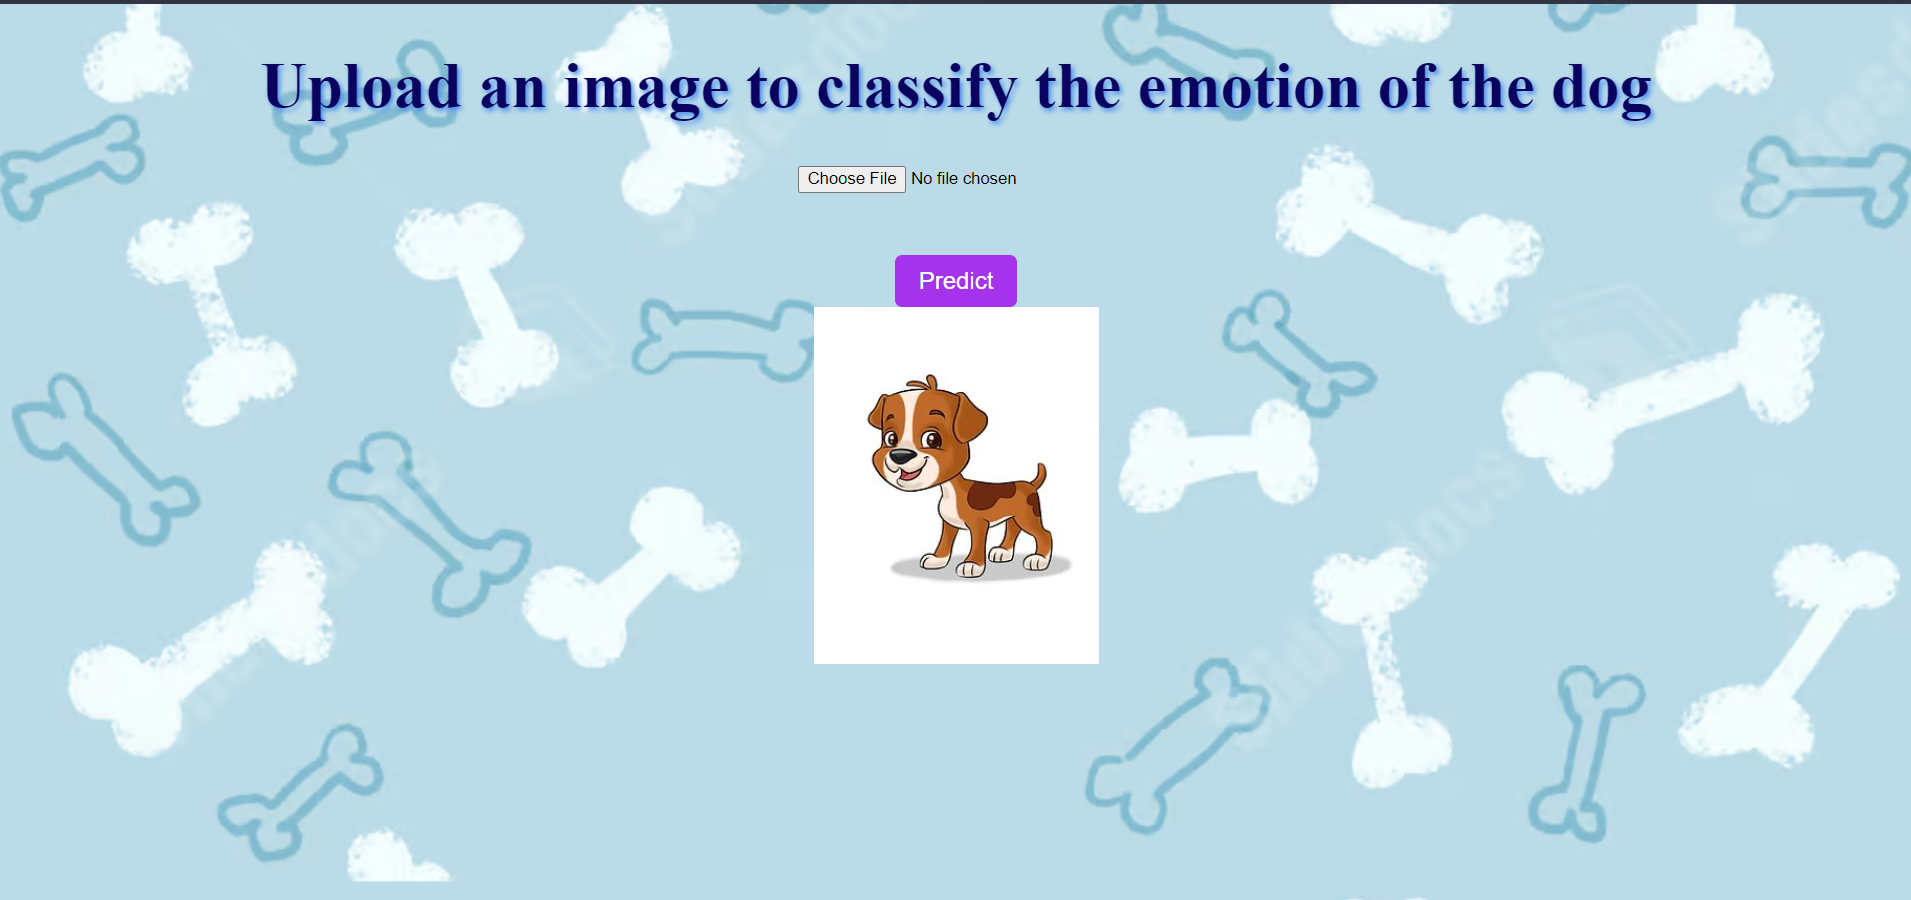 Upload an image to classify the emotion of the dog
Choose File No file chosen
Predict